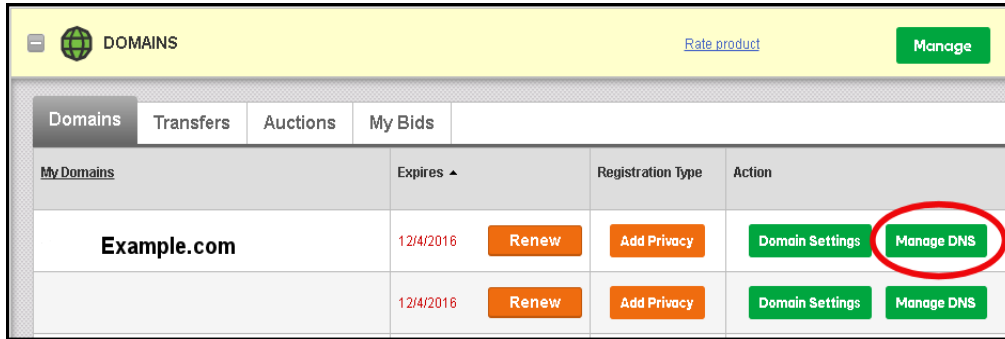 DOMAINS Rate product Manage
Domains Transfers Auctions My Bids
My Domains Expires ▲ Registration Type Action
Example.com 12/4/2016 Renew Add Privacy Domain Settings Manage DNS
12/4/2016 Renew Add Privacy Domain Settings Manage DNS